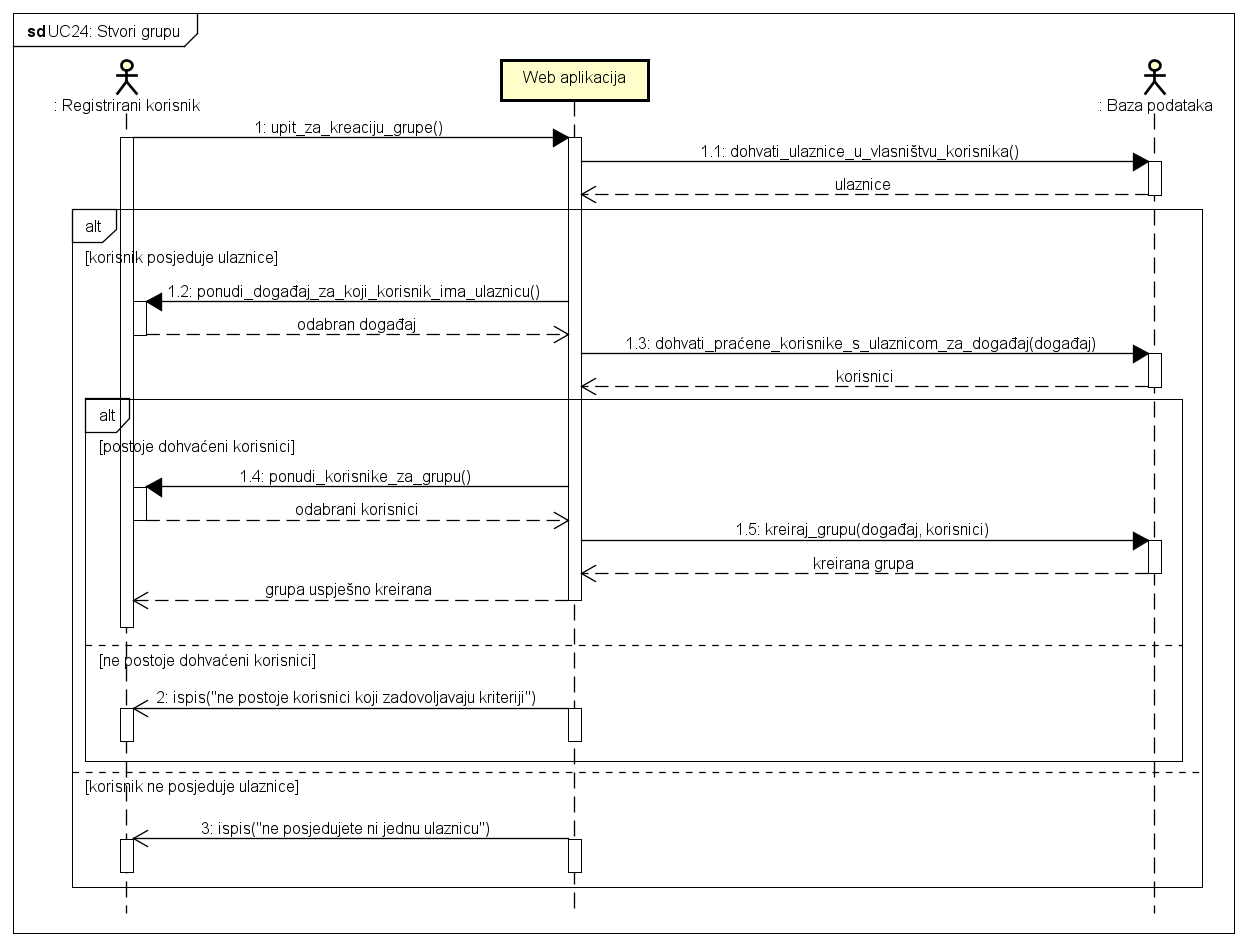 sd UC24: Stvori grupu
: Registrirani korisnik
Web aplikacija
: Baza podataka
1: upit_za_kreaciju_grupe()
1.1: dohvati_ulaznice_u_vlasništvu_korisnika()
ulaznice
alt
[korisnik posjeduje ulaznice]
1.2: ponudi_događaj_za_koji_korisnik_ima_ulaznicu()
odabran događaj
1.3: dohvati_praćene_korisnike_s_ulaznicom_za_događaj(događaj)
korisnici
alt
[postoje dohvaćeni korisnici]
1.4: ponudi_korisnike_za_grupu()
odabrani korisnici
1.5: kreiraj_grupu(događaj, korisnici)
kreirana grupa
grupa uspješno kreirana
[ne postoje dohvaćeni korisnici]
2: ispis("ne postoje korisnici koji zadovoljavaju kriteriji")
[korisnik ne posjeduje ulaznice]
3: ispis("ne posjedujete ni jednu ulaznicu")